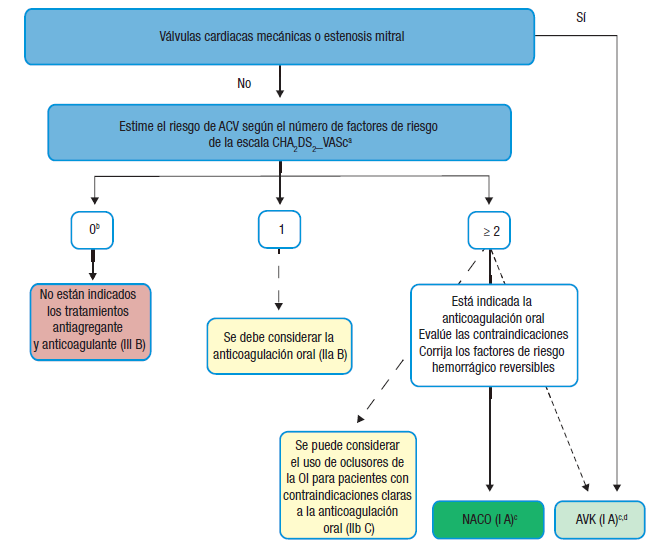 Sí
Válvulas cardiacas mecánicas o estenosis mitral
No
Estime el riesgo de ACV según el número de factores de riesgo
de la escala CHA2DS2_VAScª
0b
1
≥ 2
No están indicados
los tratamientos
antiagregante
y anticoagulante (III B)
Se debe considerar la
anticoagulación oral (IIa B)
Está indicada la
anticoagulación oral
Evalúe las contraindicaciones
Corrija los factores de riesgo
hemorrágico reversibles
Se puede considerar
el uso de oclusores de
la OI para pacientes con
contraindicaciones claras
a la anticoagulación
oral (IIb C)
NACO (I A)c
AVK (I A)c,d